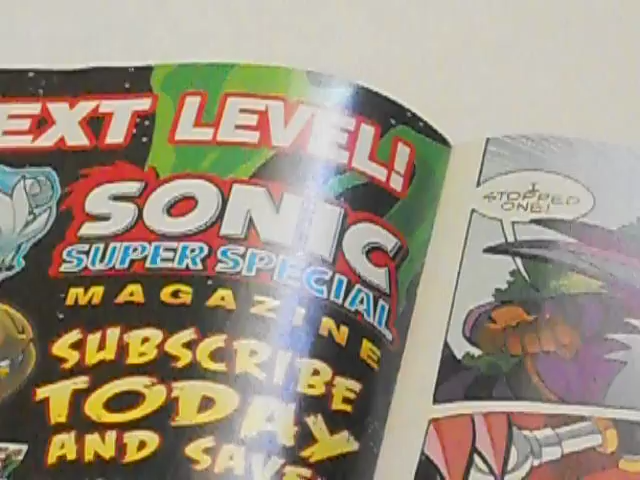 EXT LEVEL!
SONIC
SUPER SPECIAL
MAGAZINE
SUBSCRIBE
TODAY
AND SAVE
I
STOPPED
ONE!